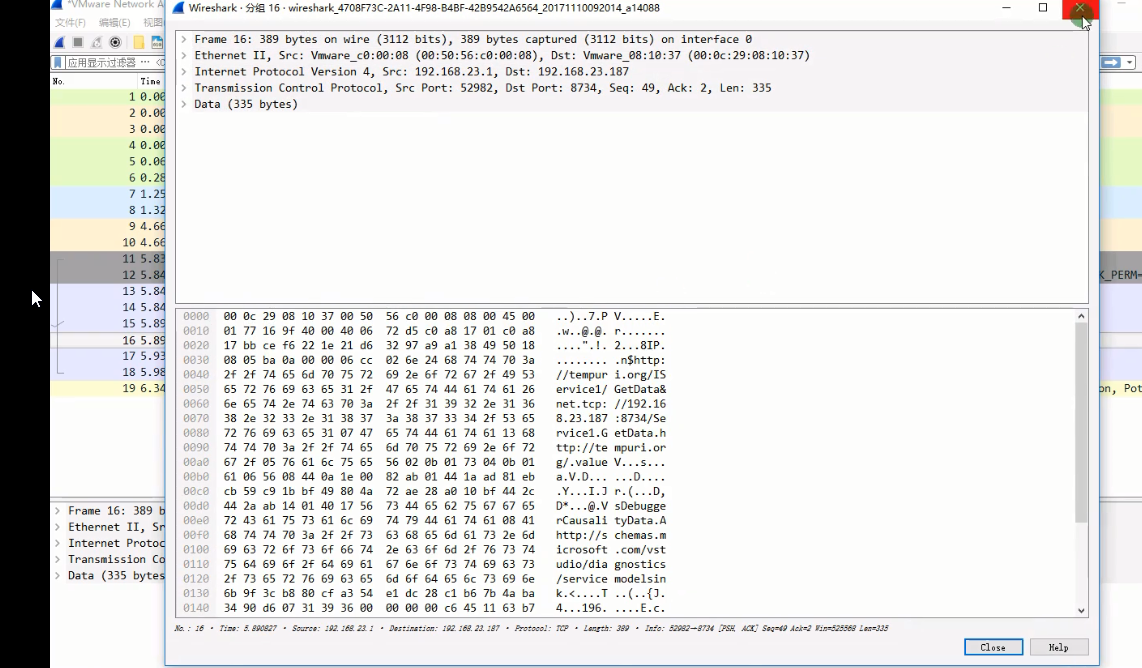 *VMware Network A
Wireshark · 分组 16 · wireshark_4708F73C-2A11-4F98-B4BF-42B9542A6564_20171110092014_a14088
文件(F) 编辑(E) 视图
应用显示过滤器 … <C
No. Time
1 0.00
2 0.00
3 0.00
4 0.00
5 0.06
6 0.28
7 1.25
8 1.32
9 4.66
10 4.66
11 5.83
12 5.84
K_PERM=
13 5.84
14 5.84
15 5.89
16 5.89
17 5.93
18 5.98
19 6.34
on, Pot
Frame 16: 389 b
Ethernet II, Sr
Internet Protoc
Transmission Co
Data (335 bytes
Frame 16: 389 bytes on wire (3112 bits), 389 bytes captured (3112 bits) on interface 0
Ethernet II, Src: Vmware_c0:00:08 (00:50:56:c0:00:08), Dst: Vmware_08:10:37 (00:0c:29:08:10:37)
Internet Protocol Version 4, Src: 192.168.23.1, Dst: 192.168.23.187
Transmission Control Protocol, Src Port: 52982, Dst Port: 8734, Seq: 49, Ack: 2, Len: 335
Data (335 bytes)
0000 00 0c 29 08 10 37 00 50 56 c0 00 08 08 00 45 00 ..)..7.P V.....E.
0010 01 77 16 9f 40 00 40 06 72 d5 c0 a8 17 01 c0 a8 .w..@.@. r.......
0020 17 bb ce f6 22 1e 21 d6 32 97 a9 a1 38 49 50 18 ....".!. 2...8IP.
0030 08 05 ba 0a 00 00 06 cc 02 6e 24 68 74 74 70 3a ........ .n$http:
0040 2f 2f 74 65 6d 70 75 72 69 2e 6f 72 67 2f 49 53 //tempur i.org/IS
0050 65 72 76 69 63 65 31 2f 47 65 74 44 61 74 61 26 ervice1/ GetData&
0060 6e 65 74 2e 74 63 70 3a 2f 2f 31 39 32 2e 31 36 net.tcp: //192.16
0070 38 2e 32 33 2e 31 38 37 3a 38 37 33 34 2f 53 65 8.23.187 :8734/Se
0080 72 76 69 63 65 31 07 47 65 74 44 61 74 61 13 68 rvice1.G etData.h
0090 74 74 70 3a 2f 2f 74 65 6d 70 75 72 69 2e 6f 72 ttp://te mpuri.or
00a0 67 2f 05 76 61 6c 75 65 56 02 0b 01 73 04 0b 01 g/.value V...s...
00b0 61 06 56 08 44 0a 1e 00 82 ab 01 44 1a ad 81 eb a.V.D... ...D....
00c0 cb 59 c9 1b bf 49 80 4a 72 ae 28 a0 10 bf 44 2c .Y...I.J r.(...D,
00d0 44 2a ab 14 01 40 17 56 73 44 65 62 75 67 67 65 D*...@.V sDebugge
00e0 72 43 61 75 73 61 6c 69 74 79 44 61 74 61 08 41 rCausali tyData.A
00f0 68 74 74 70 3a 2f 2f 73 63 68 65 6d 61 73 2e 6d http://s chemas.m
0100 69 63 72 6f 73 6f 66 74 2e 63 6f 6d 2f 76 73 74 icrosoft .com/vst
0110 75 64 69 6f 2f 64 69 61 67 6e 6f 73 74 69 63 73 udio/dia gnostics
0120 2f 73 65 72 76 69 63 65 6d 6f 64 65 6c 73 69 6e /service modelsin
0130 6b 9f 3c b8 80 cf a3 54 e1 dc 28 c1 b6 7b 4a ba k.<....T ..(..{J.
0140 34 90 d6 07 31 39 36 00 00 00 00 c6 45 11 63 b7 4...196. ....E.c.
No.: 16 · Time: 5.890827 · Source: 192.168.23.1 · Destination: 192.168.23.187 · Protocol: TCP · Length: 389 · Info: 52982→8734 [PSH, ACK] Seq=49 Ack=2 Win=525568 Len=335
Close Help